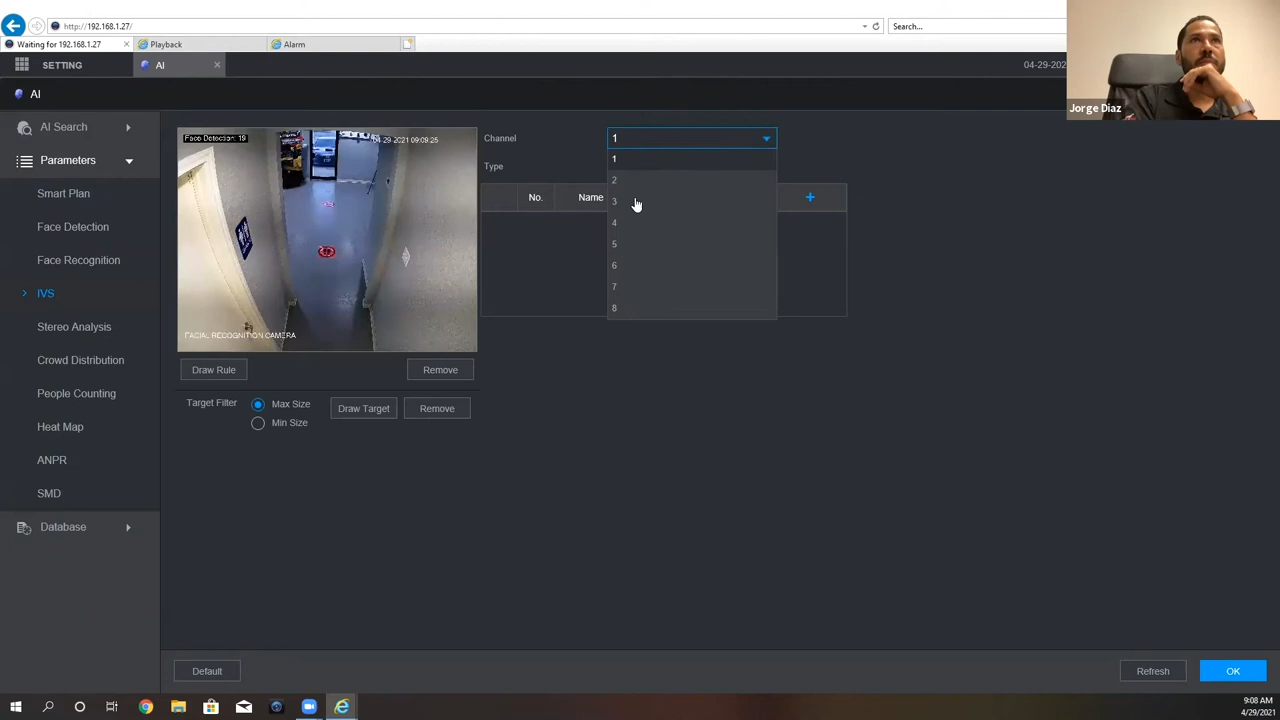 http://192.168.1.27/
Search...
Waiting for 192.168.1.27
Playback
Alarm
SETTING
AI
04-29-202
AI
Jorge Diaz
AI Search
Parameters
Smart Plan
Face Detection
Face Recognition
IVS
Stereo Analysis
Crowd Distribution
People Counting
Heat Map
ANPR
SMD
Database
Face Detection: 19
04-29-2021 09:09:25
FACIAL RECOGNITION CAMERA
Channel
1
Type
1
2
3
4
5
6
7
8
No.
Name
+
Draw Rule
Remove
Target Filter
Max Size
Min Size
Draw Target
Remove
Default
Refresh
OK
9:08 AM
4/29/2021